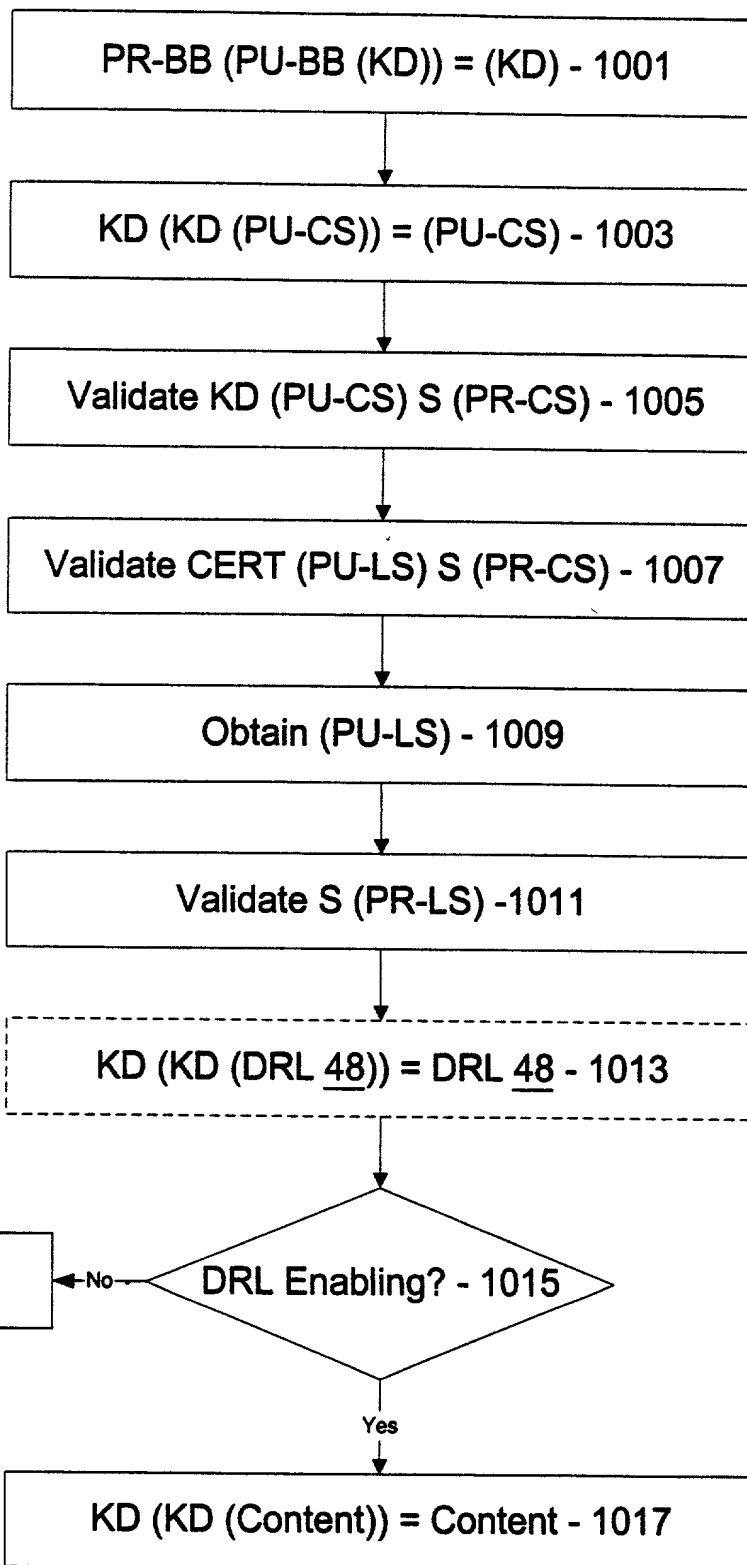 PR-BB (PU-BB (KD)) = (KD) - 1001
KD (KD (PU-CS)) = (PU-CS) - 1003
Validate KD (PU-CS) S (PR-CS) - 1005
Validate CERT (PU-LS) S (PR-CS) - 1007
Obtain (PU-LS) - 1009
Validate S (PR-LS) -1011
KD (KD (DRL 48)) = DRL 48 - 1013
DRL Enabling? - 1015
No
Yes
KD (KD (Content)) = Content - 1017